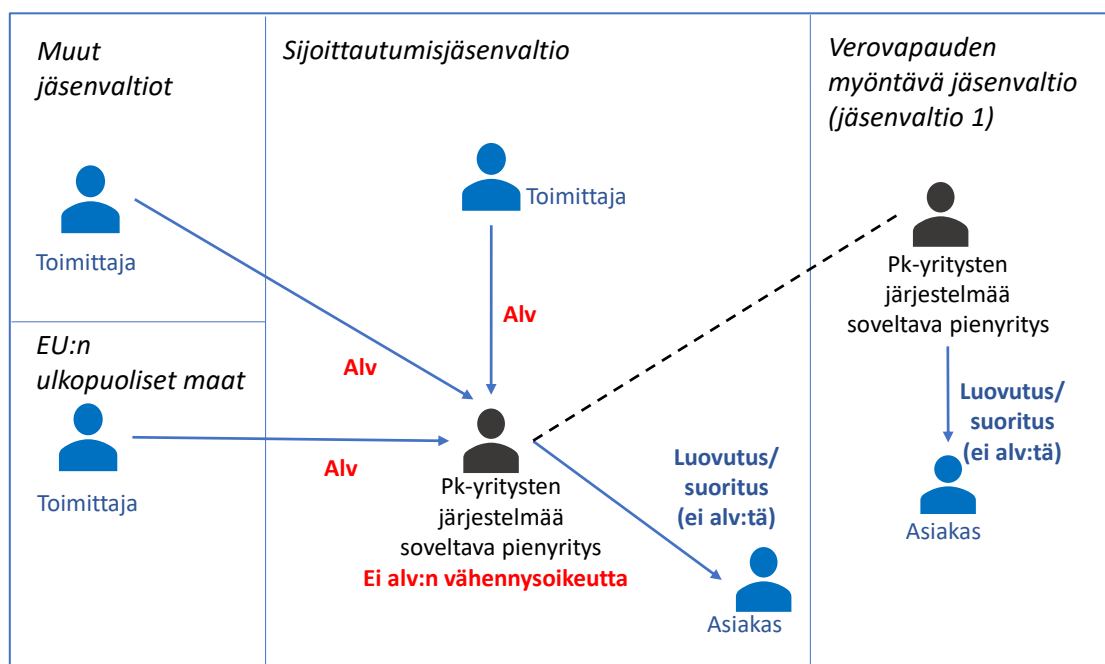 Muut
jäsenvaltiot
Toimittaja
EU:n
ulkopuoliset maat
Toimittaja
Sijoittautumisjäsenvaltio
Toimittaja
Alv
Alv
Alv
Pk-yritysten
järjestelmää
soveltava pienyritys
Ei alv:n vähennysoikeutta
Luovutus/
suoritus
(ei alv:tä)
Asiakas
Verovapauden
myöntävä jäsenvaltio
(jäsenvaltio 1)
Pk-yritysten
järjestelmää
soveltava pienyritys
Luovutus/
suoritus
(ei alv:tä)
Asiakas